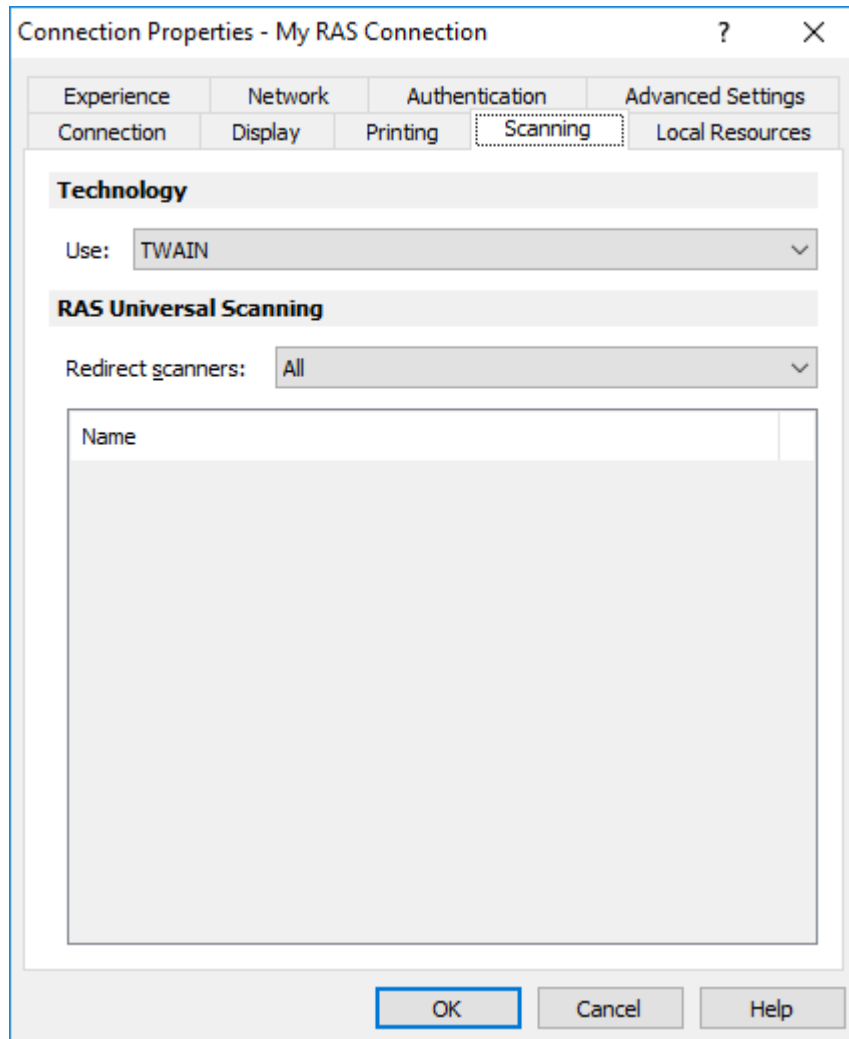 Connection Properties - My RAS Connection ? X
Experience Network Authentication Advanced Settings
Connection Display Printing Scanning Local Resources
Technology
Use: TWAIN
RAS Universal Scanning
Redirect scanners: All
Name
OK Cancel Help